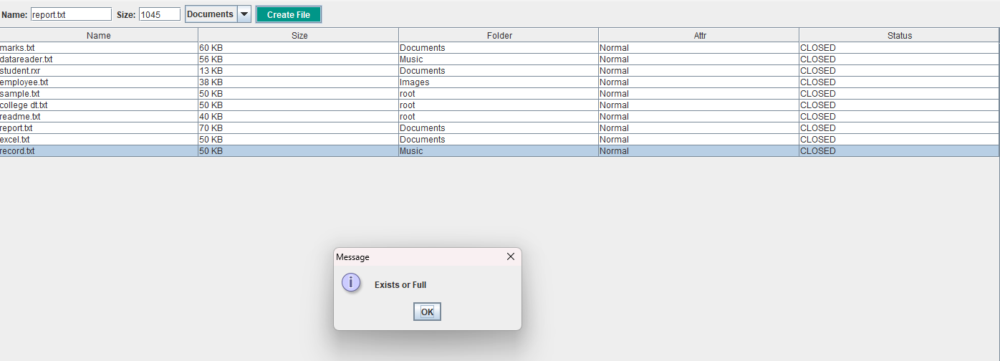 Name: report.txt Size: 1045 Documents Create File
Name Size Folder Attr Status
marks.txt 60 KB Documents Normal CLOSED
datareader.txt 56 KB Music Normal CLOSED
student.rxr 13 KB Documents Normal CLOSED
employee.txt 38 KB Images Normal CLOSED
sample.txt 50 KB root Normal CLOSED
college dt.txt 50 KB root Normal CLOSED
readme.txt 40 KB root Normal CLOSED
report.txt 70 KB Documents Normal CLOSED
excel.txt 50 KB Documents Normal CLOSED
record.txt 50 KB Music Normal CLOSED
Message
Exists or Full
OK